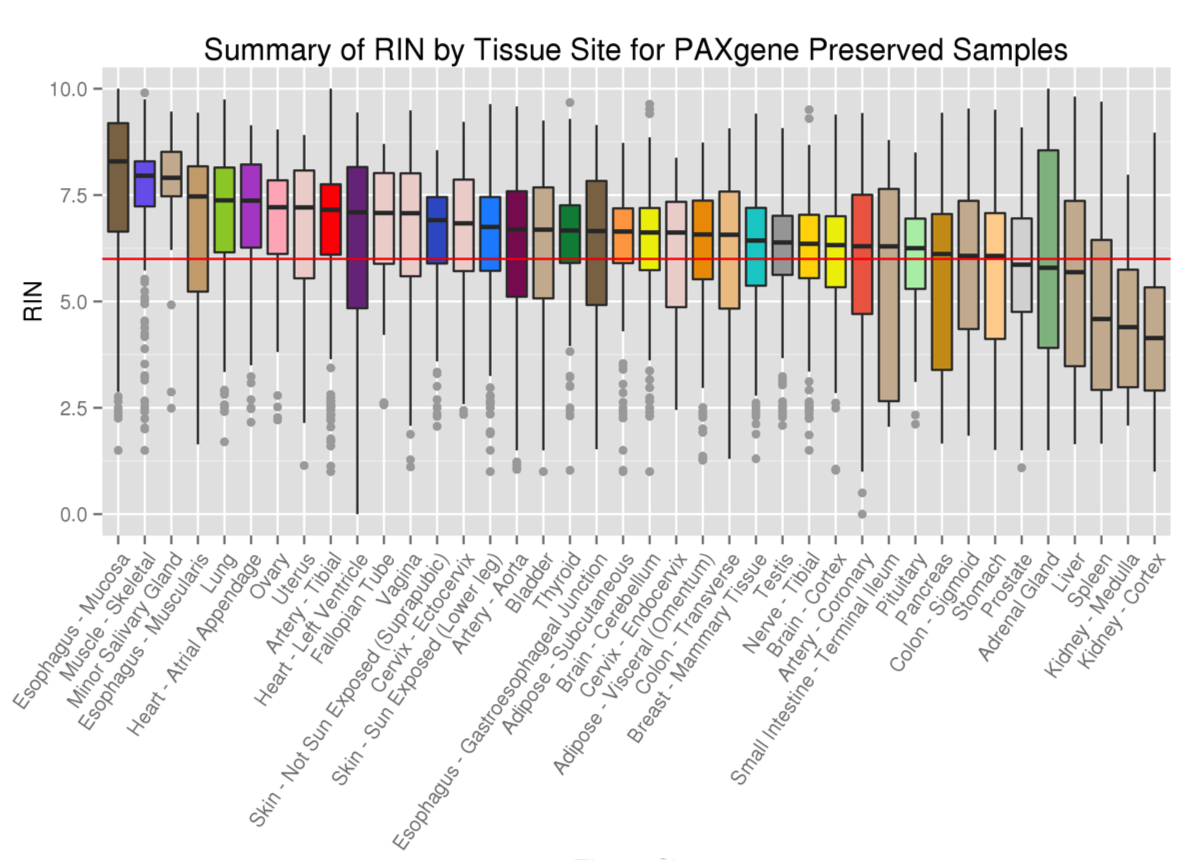 Summary of RIN by Tissue Site for PAXgene Preserved Samples
RIN
10.0
7.5
5.0
2.5
0.0
Esophagus - Mucosa
Muscle - Skeletal
Minor Salivary Gland
Esophagus - Muscularis
Lung
Heart - Atrial Appendage
Ovary
Uterus
Artery - Tibial
Heart - Left Ventricle
Fallopian Tube
Vagina
Skin - Not Sun Exposed (Suprapubic)
Cervix - Ectocervix
Skin - Sun Exposed (Lower leg)
Artery - Aorta
Bladder
Thyroid
Esophagus - Gastroesophageal Junction
Adipose - Subcutaneous
Brain - Cerebellum
Cervix - Endocervix
Adipose - Visceral (Omentum)
Colon - Transverse
Breast - Mammary Tissue
Testis
Nerve - Tibial
Brain - Cortex
Artery - Coronary
Small Intestine - Terminal Ileum
Pituitary
Pancreas
Colon - Sigmoid
Stomach
Prostate
Adrenal Gland
Liver
Spleen
Kidney - Medulla
Kidney - Cortex